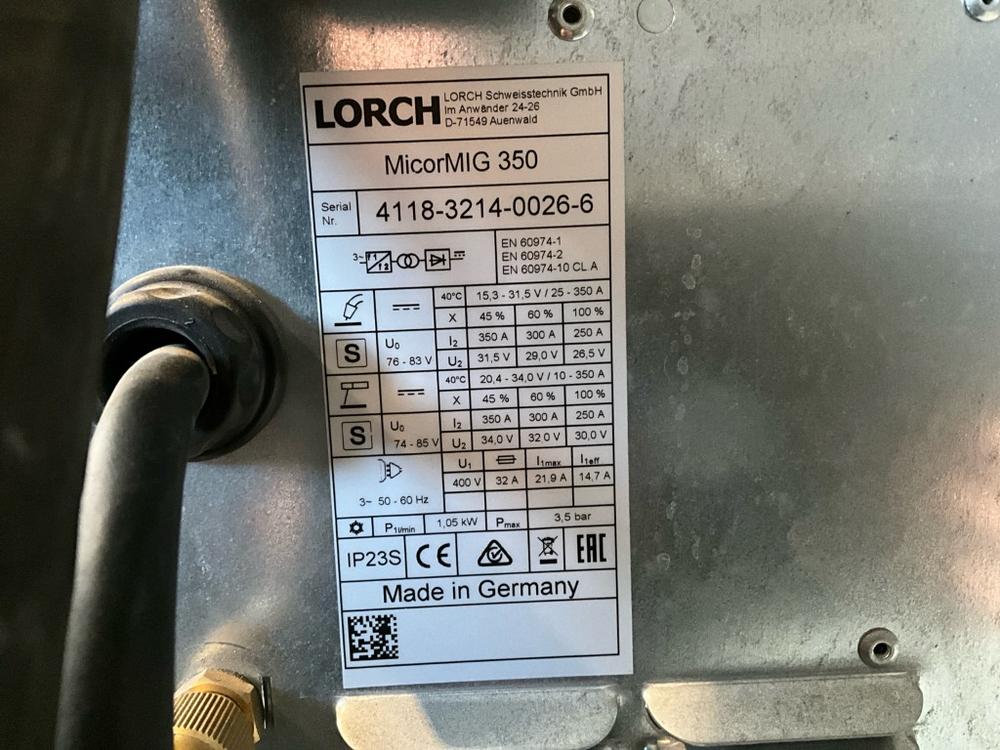 LORCH
LORCH Schweisstechnik GmbH
Im Anwänder 24-26
D-71549 Auenwald
MicorMIG 350
Serial Nr. 4118-3214-0026-6
3~ f1 f2
EN 60974-1
EN 60974-2
EN 60974-10 CL A
40°C 15,3 - 31,5 V / 25 - 350 A
X 45 % 60 % 100 %
S U0 76 - 83 V
I2 350 A 300 A 250 A
U2 31,5 V 29,0 V 26,5 V
40°C 20,4 - 34,0 V / 10 - 350 A
X 45 % 60 % 100 %
S U0 74 - 85 V
I2 350 A 300 A 250 A
U2 34,0 V 32 0 V 30,0 V
3~ 50 - 60 Hz
U1 I1max I1eff
400 V 32 A 21,9 A 14,7 A
P1l/min 1,05 kW Pmax 3,5 bar
IP23S CE EAC
Made in Germany